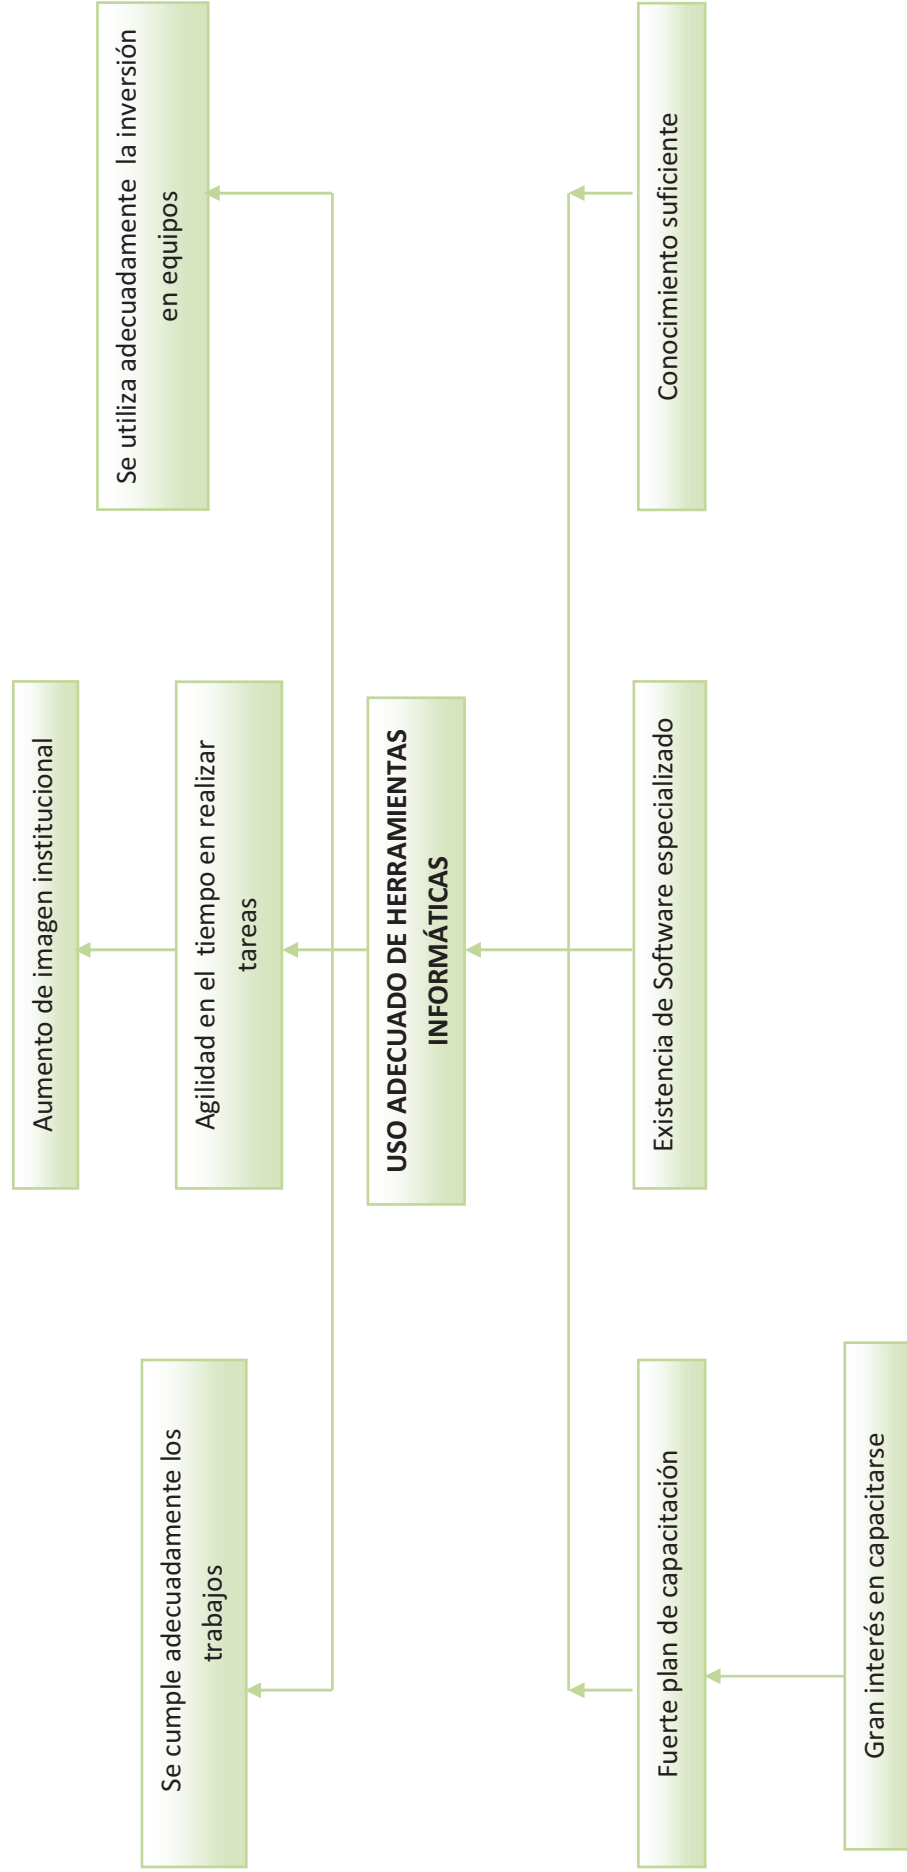 Aumento de imagen institucional
Se cumple adecuadamente los
trabajos
Agilidad en el tiempo en realizar
tareas
Se utiliza adecuadamente la inversión
en equipos
USO ADECUADO DE HERRAMIENTAS
INFORMÁTICAS
Fuerte plan de capacitación
Existencia de Software especializado
Conocimiento suficiente
Gran interés en capacitarse